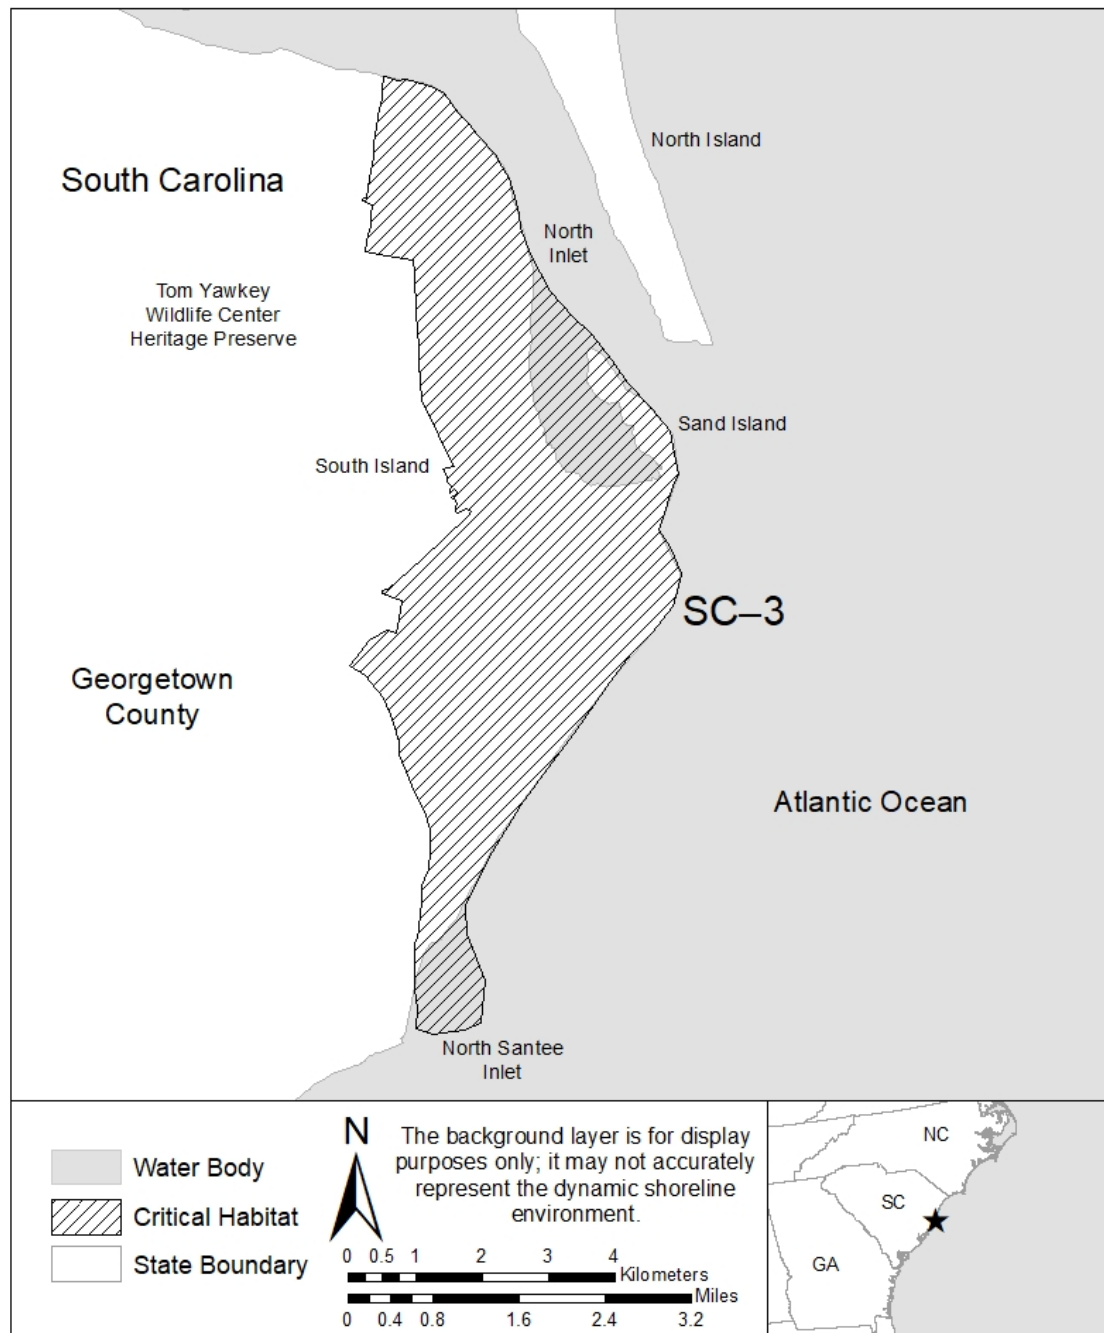 North Island
South Carolina
North
Inlet
Tom Yawkey
Wildlife Center
Heritage Preserve
Sand Island
South Island
SC–3
Georgetown
County
Atlantic Ocean
North Santee
Inlet
Water Body
Critical Habitat
State Boundary
N
The background layer is for display
purposes only; it may not accurately
represent the dynamic shoreline
environment.
0 0.5 1 2 3 4
Kilometers
Miles
0 0.4 0.8 1.6 2.4 3.2
NC
SC
GA